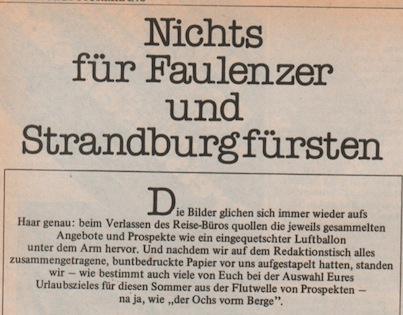 Nichts
für Faulenzer
und
Strandburgfürsten
Die Bilder glichen sich immer wieder aufs
Haar genau: beim Verlassen des Reise-Büros quollen die jeweils gesammelten
Angebote und Prospekte wie ein eingequetschter Luftballon
unter dem Arm hervor. Und nachdem wir auf dem Redaktionstisch alles
zusammengetragene, buntbedruckte Papier vor uns aufgestapelt hatten, standen
wir – wie bestimmt auch viele von Euch bei der Auswahl Eures
Urlaubszieles für diesen Sommer aus der Flutwelle von Prospekten –
na ja, wie „der Ochs vorm Berge”.